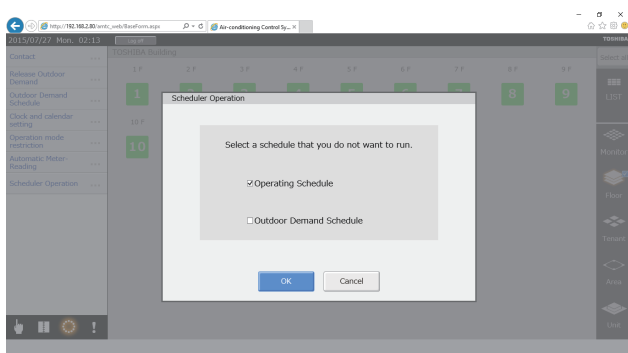 http://192.168.2.80/amtc_web/BaseForm.aspx
Air-conditioning Control Sy...
2015/07/27 Mon. 02:13
Log off
TOSHIBA
Contact
TOSHIBA Building
Select all
Release Outdoor
Demand
Outdoor Demand
Schedule
Clock and calendar
setting
Operation mode
restriction
Automatic Meter-
Reading
Scheduler Operation
1 F 2 F 3 F 4 F 5 F 6 F 7 F 8 F 9 F
1
8 9
10 F
10
Scheduler Operation
Select a schedule that you do not want to run.
Operating Schedule
Outdoor Demand Schedule
OK Cancel
LIST
Monitor
Floor
Tenant
Area
Unit